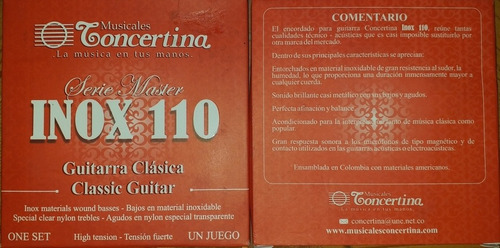 Musicales
Concertina
.La música en tus manos.
Serie Master
INOX 110
Guitarra Clásica
Classic Guitar
Inox materials wound basses - Bajos en material inoxidable
Special clear nylon trebles - Agudos en nylon especial transparente
ONE SET High tension - Tensión fuerte UN JUEGO
COMENTARIO
El encordado para guitarra Concertina Inox 110, reúne tantas
cualidades técnico - acústicas que es casi imposible sustituirlo por
otra marca del mercado.
Dentro de sus principales características se aprecian:
Entorchados en material inoxidable de gran resistencia al sudor, la
humedad, lo que proporciona una duración inmensamente mayor a
cualquier cuerda.
Sonido brillante casi metálico con sus bajos y agudos.
Perfecta afinación y balance.
Acondicionado para la interpretación tanto de música clásica como
popular.
Gran respuesta sonora a los micrófonos de tipo magnético y de
contacto utilizados en las guitarras acústicas o electroacústicas.
Ensamblada en Colombia con materiales americanos.
Musicales
Concertina
La música en tus manos.
concertina@une.net.co
www.musicalesconcertina.com